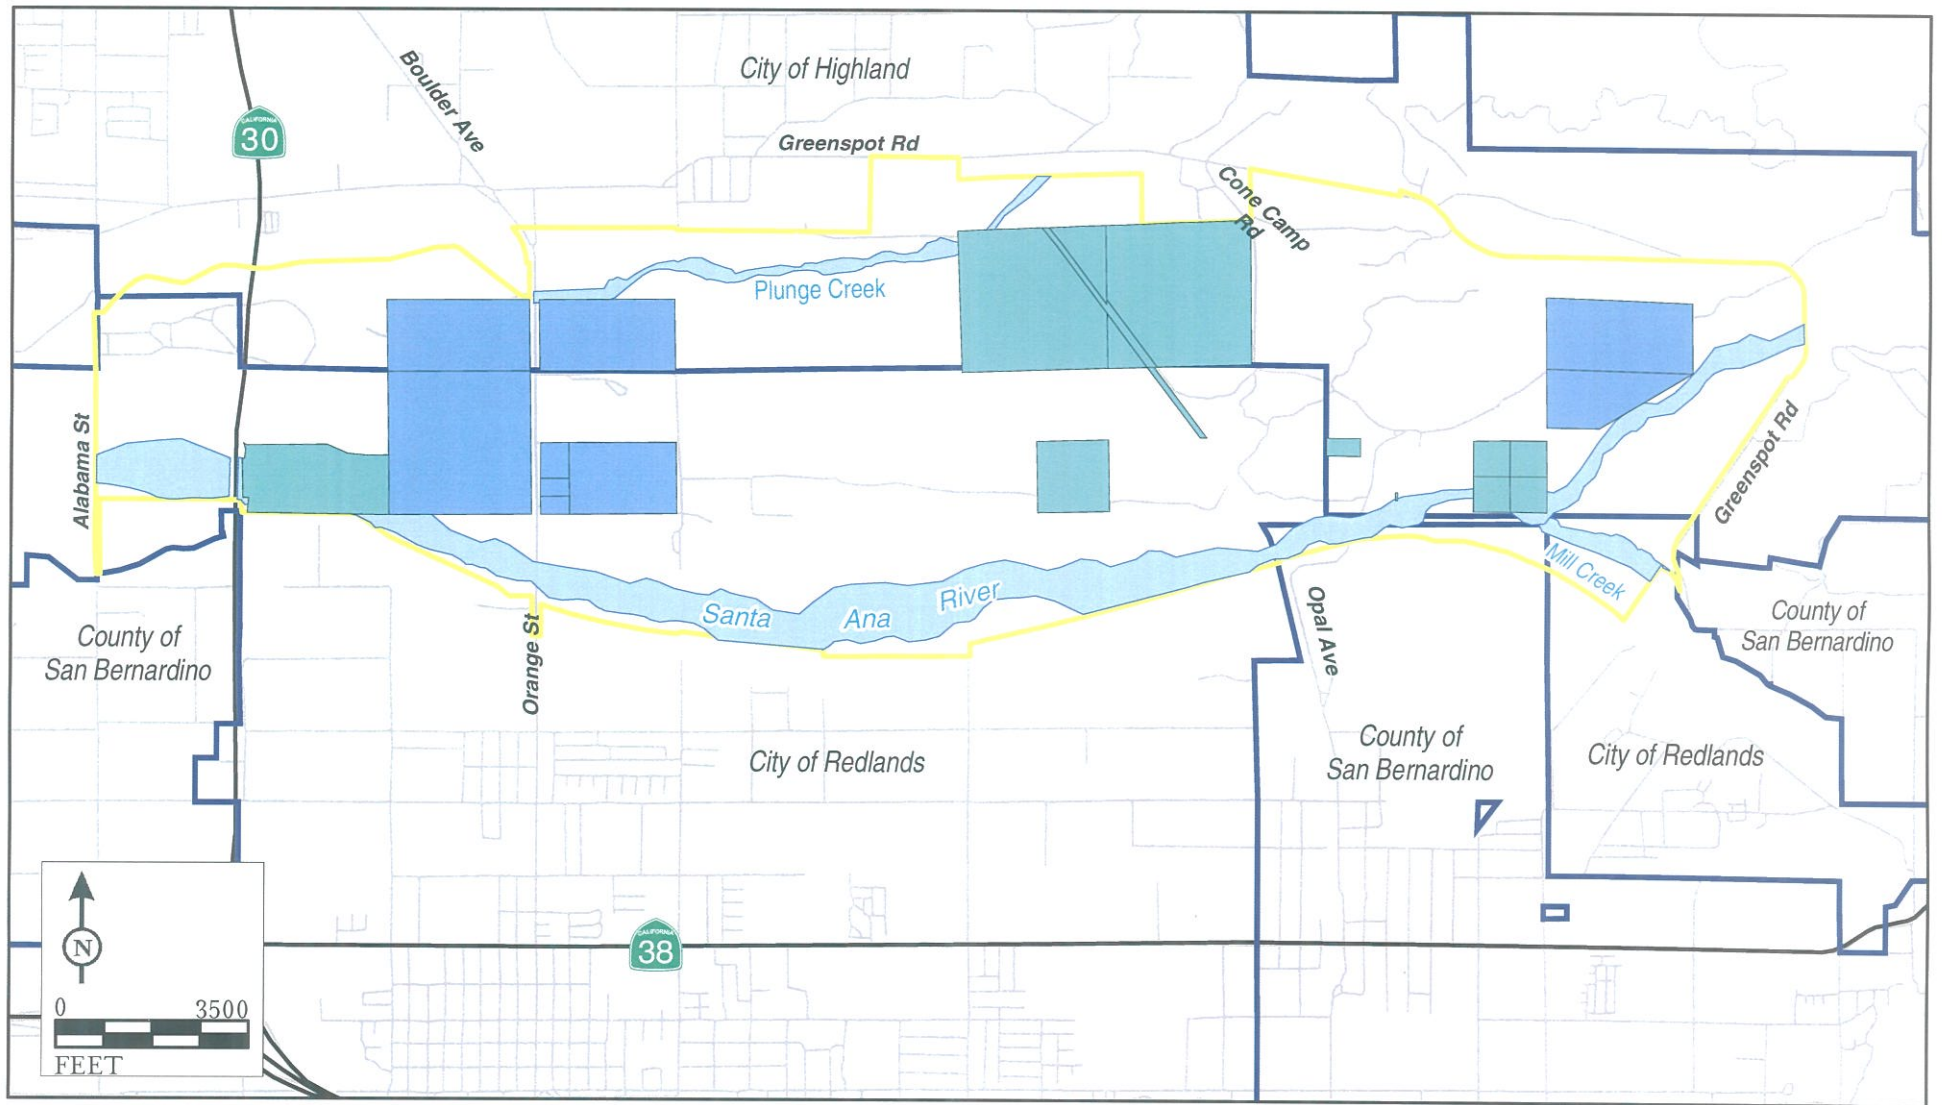 City of Highland
Boulder Ave
CALIFORNIA
30
Greenspot Rd
Cone Camp
Rd
Plunge Creek
Alabama St
Greenspot Rd
Mill Creek
Santa Ana River
Orange St
Opal Ave
County of
San Bernardino
County of
San Bernardino
City of Redlands
County of
San Bernardino
City of Redlands
CALIFORNIA
38
N
0 3500
FEET